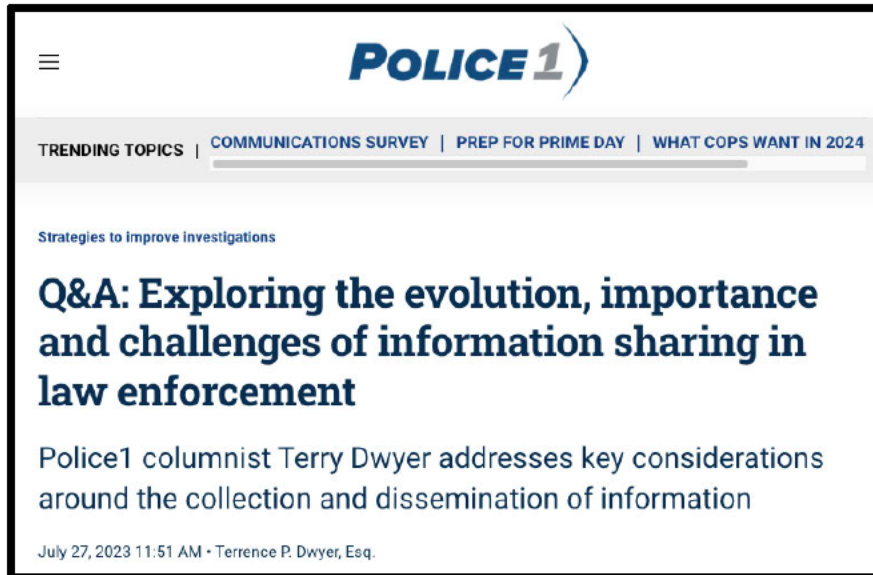 POLICE1
TRENDING TOPICS | COMMUNICATIONS SURVEY | PREP FOR PRIME DAY | WHAT COPS WANT IN 2024
Strategies to improve investigations
Q&A: Exploring the evolution, importance
and challenges of information sharing in
law enforcement
Police1 columnist Terry Dwyer addresses key considerations
around the collection and dissemination of information
July 27, 2023 11:51 AM • Terrence P. Dwyer, Esq.